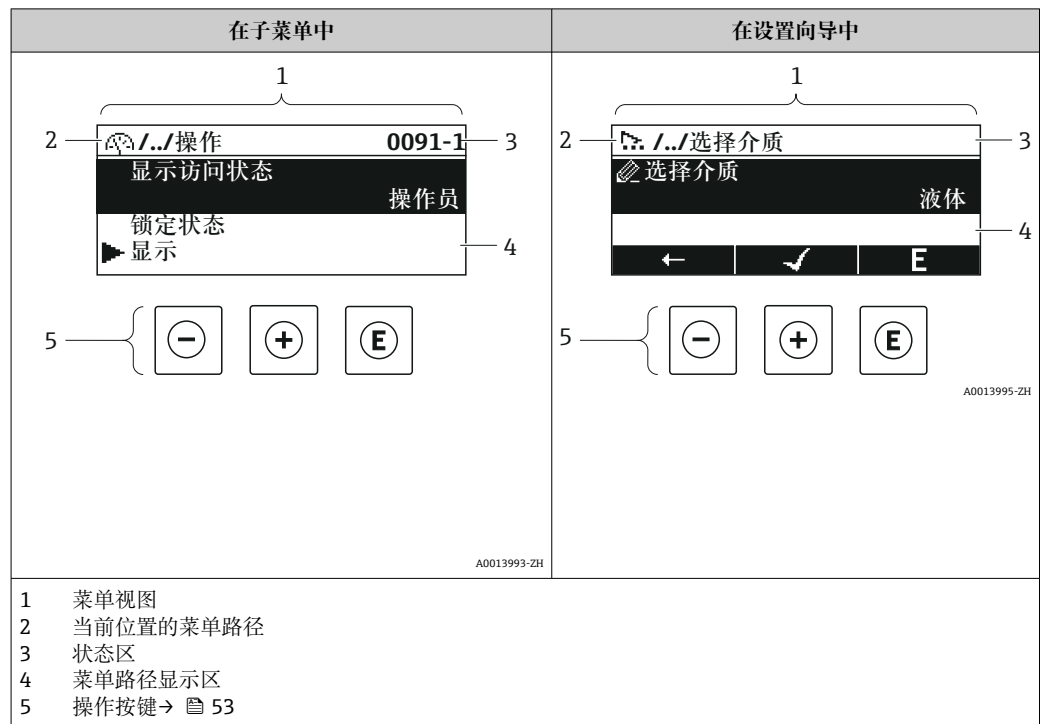 在子菜单中
在设置向导中
1
2
/../操作 0091-1
3
显示访问状态
操作员
锁定状态
显示
4
5
- + E
A0013993-ZH
1
2
/../选择介质
3
选择介质
液体
4
← ✓ E
5
- + E
A0013995-ZH
1 菜单视图
2 当前位置的菜单路径
3 状态区
4 菜单路径显示区
5 操作按键→ 53